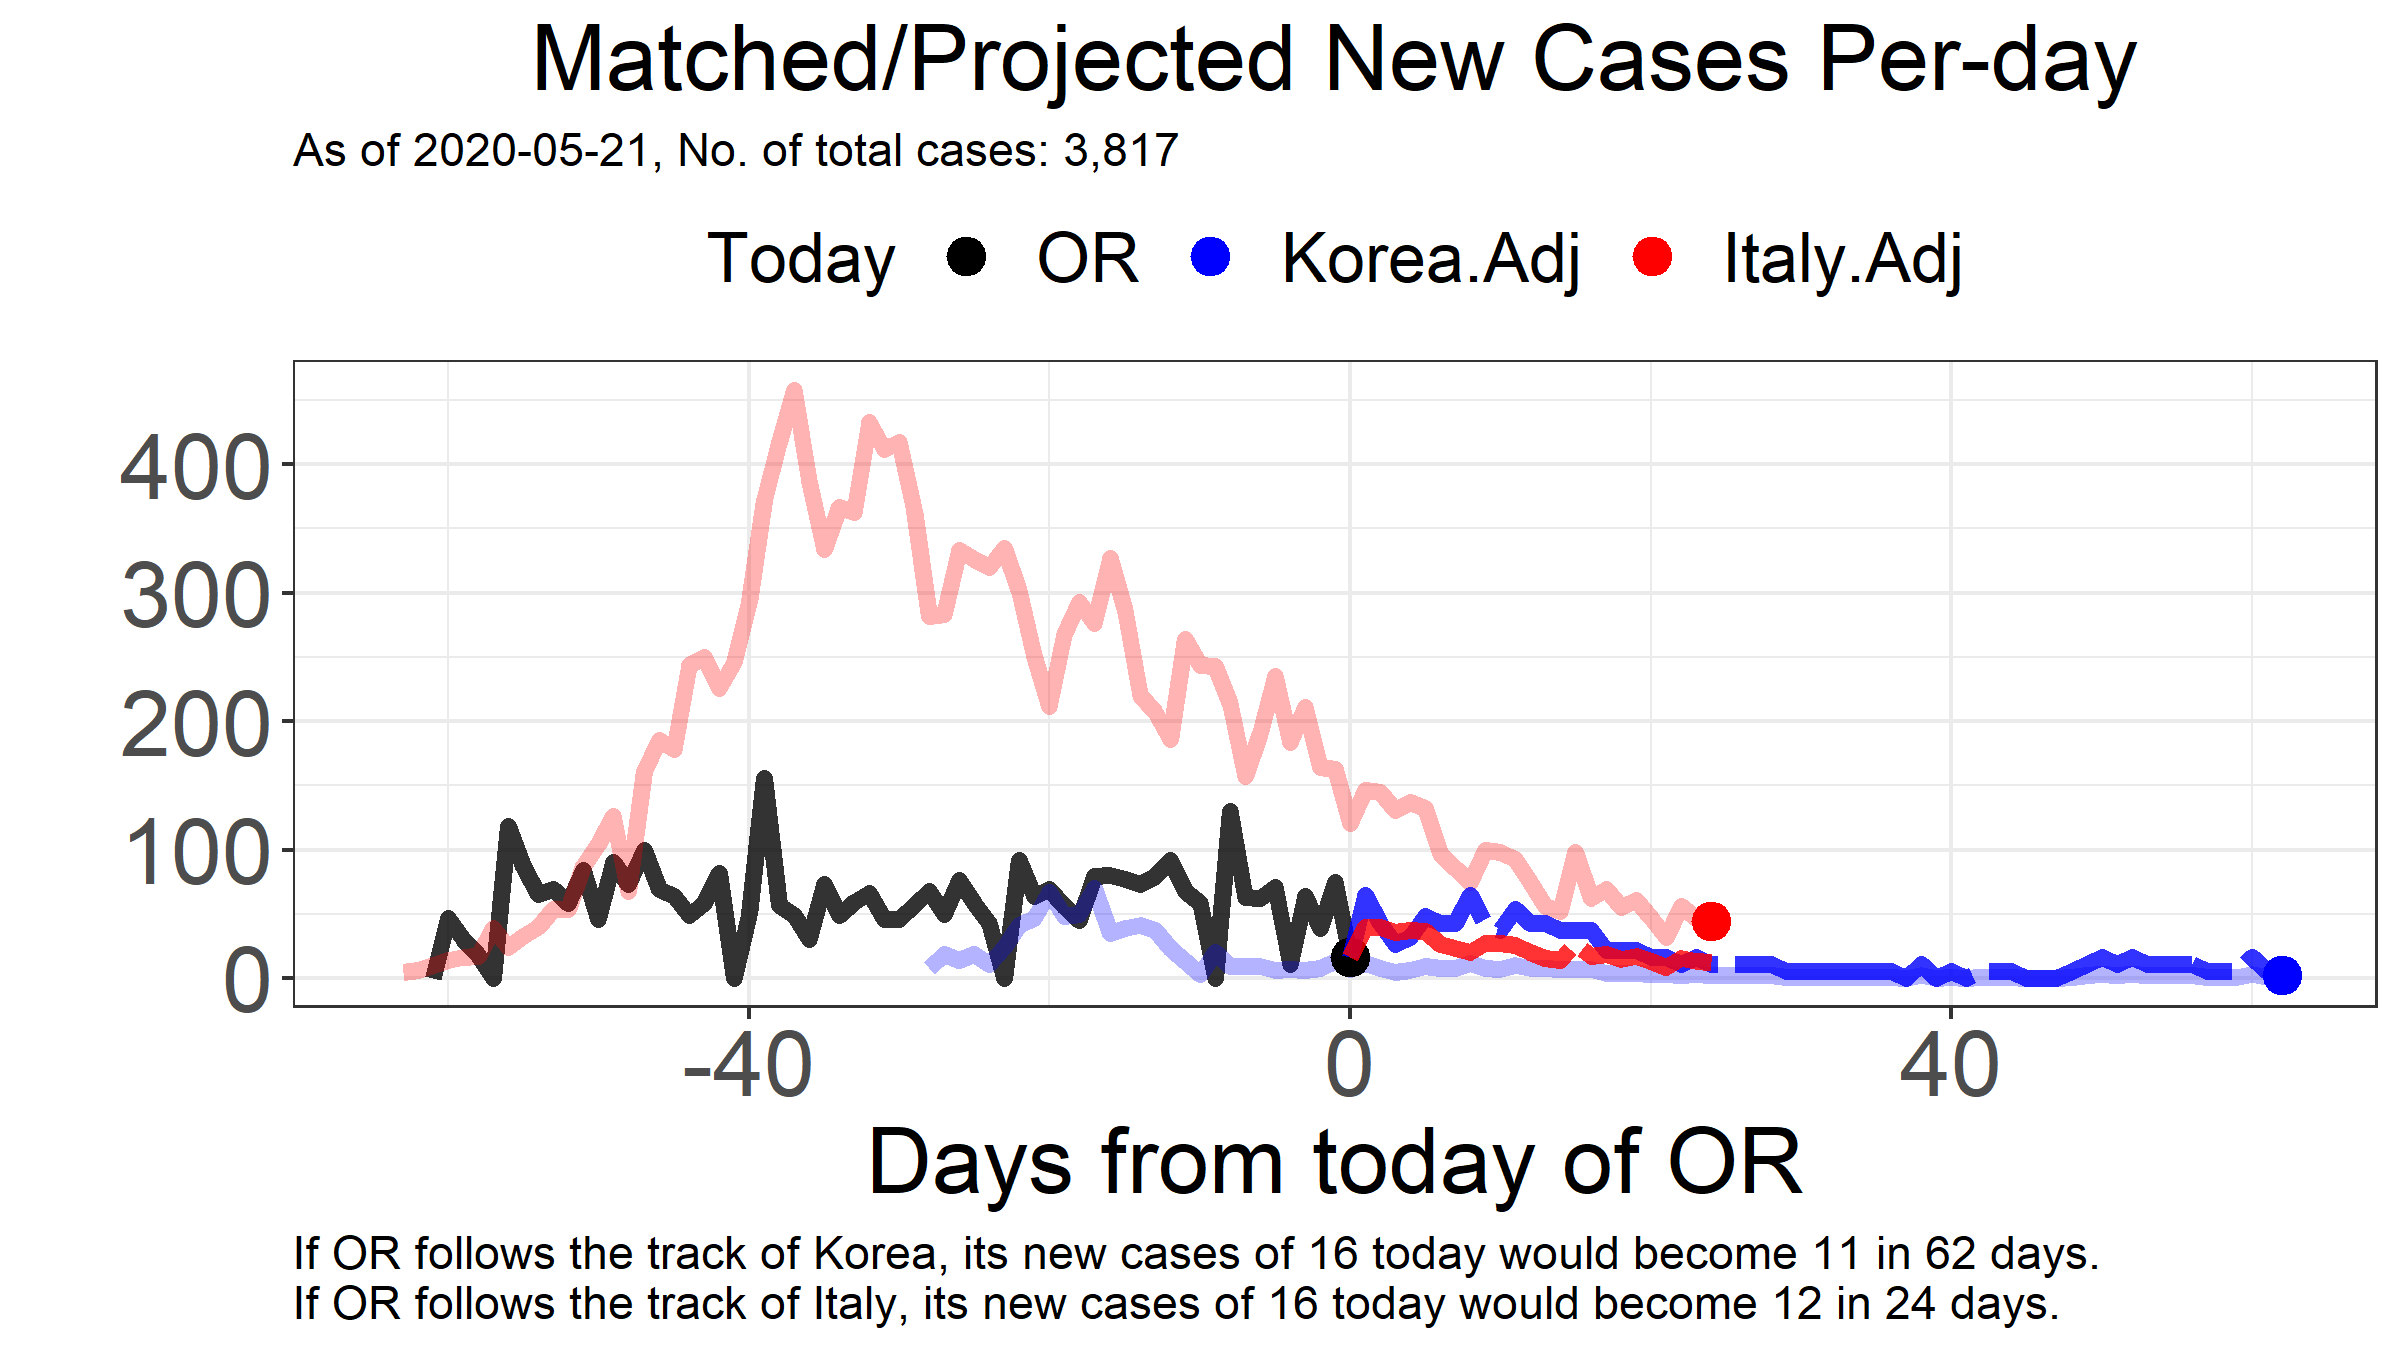 Matched/Projected New Cases Per-day
As of 2020-05-21, No. of total cases: 3,817
Today OR Korea.Adj Italy.Adj
400
300
200
100
0
-40 0 40
Days from today of OR
If OR follows the track of Korea, its new cases of 16 today would become 11 in 62 days.
If OR follows the track of Italy, its new cases of 16 today would become 12 in 24 days.